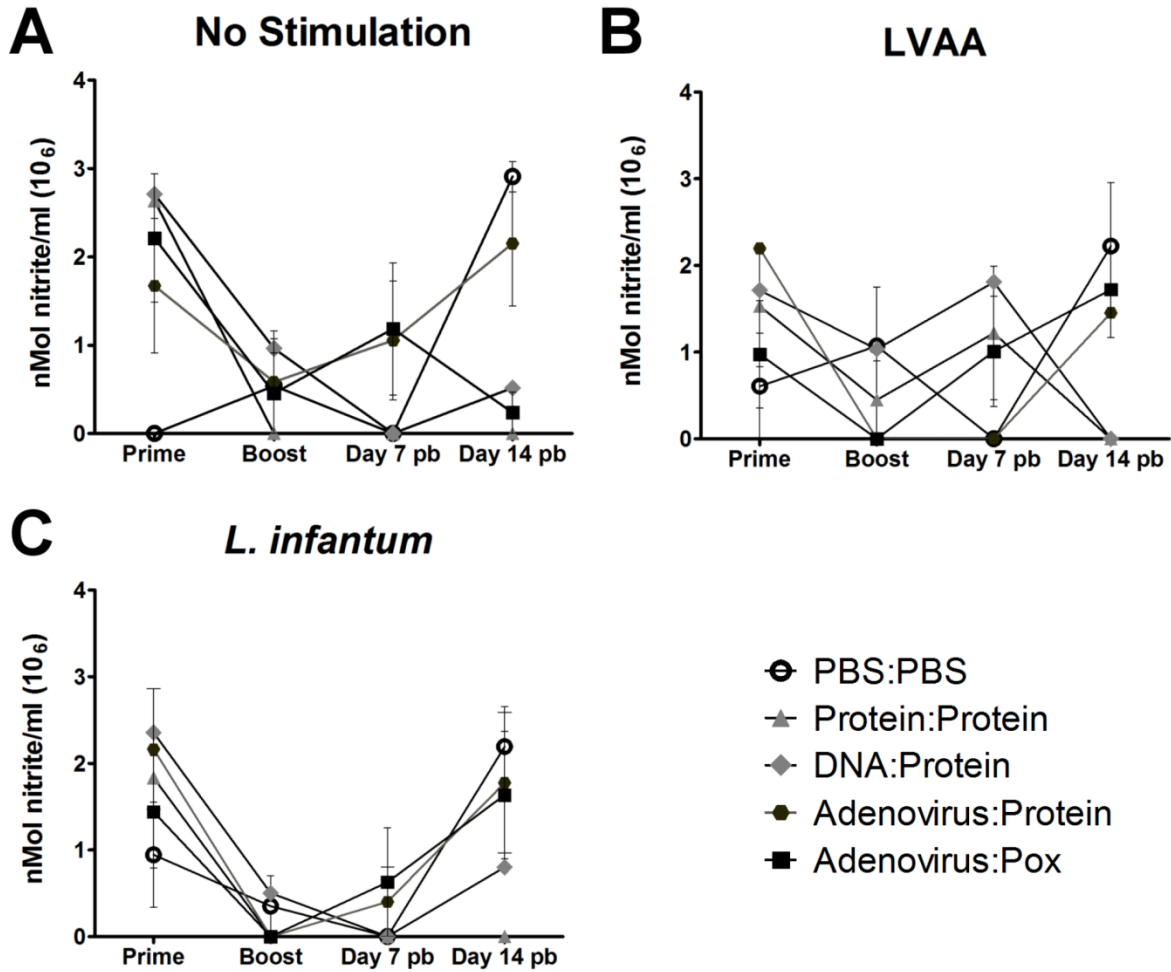 A
No Stimulation
nMol nitrite/ml (10₆)
4
3
2
1
0
Prime Boost Day 7 pb Day 14 pb
B
LVAA
nMol nitrite/ml (10₆)
4
3
2
1
0
Prime Boost Day 7 pb Day 14 pb
C
L. infantum
nMol nitrite/ml (10₆)
4
3
2
1
0
Prime Boost Day 7 pb Day 14 pb
PBS:PBS
Protein:Protein
DNA:Protein
Adenovirus:Protein
Adenovirus:Pox